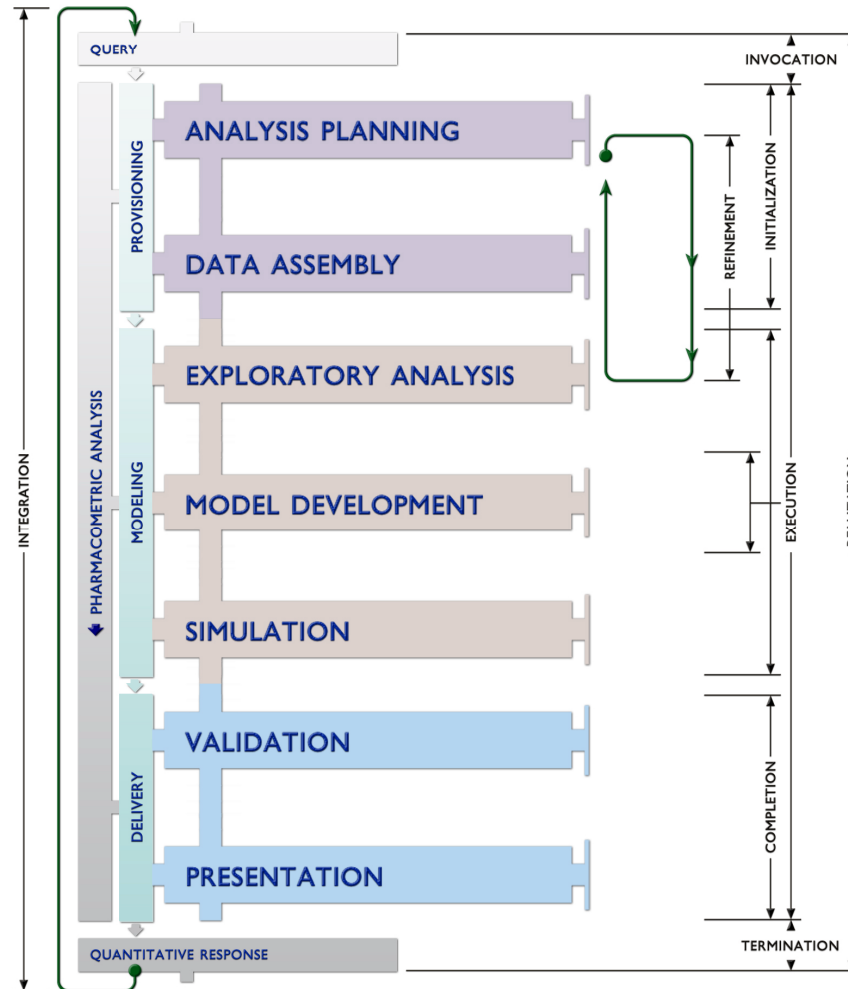 QUERY
INVOCATION
ANALYSIS PLANNING
PROVISIONING
INITIALIZATION
REFINEMENT
DATA ASSEMBLY
EXPLORATORY ANALYSIS
PHARMACOMETRIC ANALYSIS
INTEGRATION
MODELING
MODEL DEVELOPMENT
EXECUTION
SIMULATION
VALIDATION
DELIVERY
COMPLETION
PRESENTATION
QUANTITATIVE RESPONSE
TERMINATION